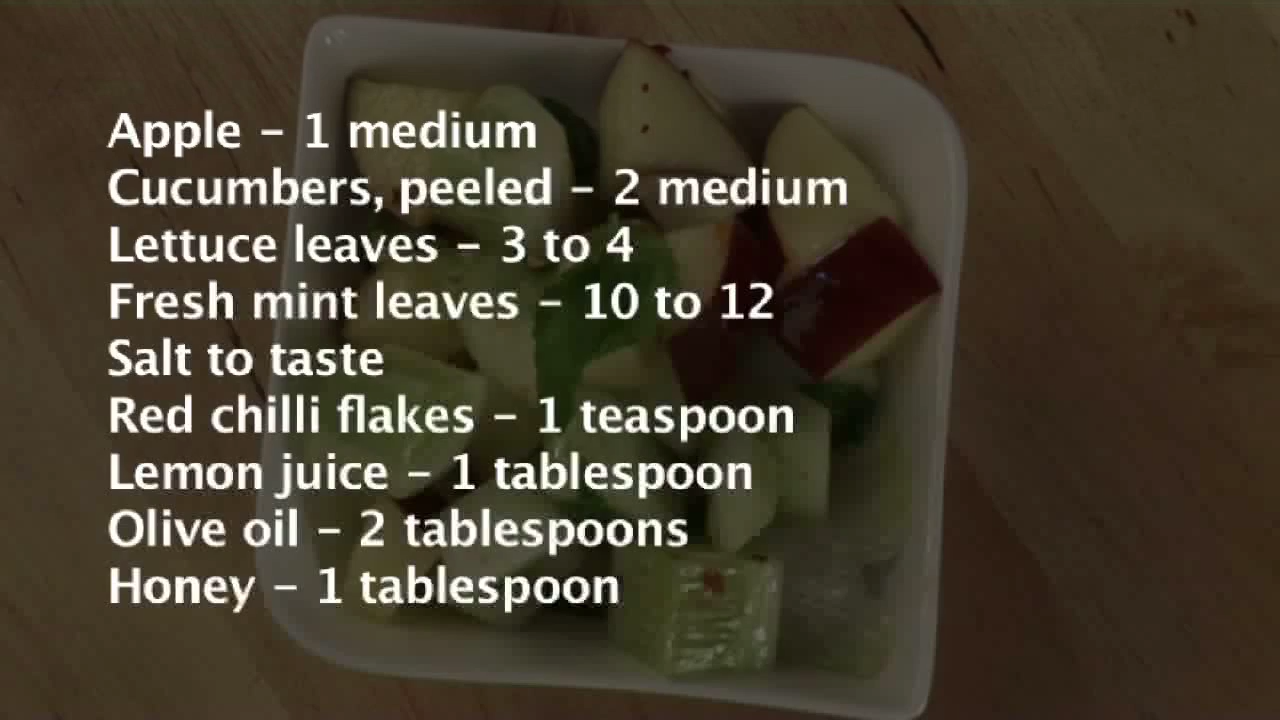 Apple – 1 medium
Cucumbers, peeled – 2 medium
Lettuce leaves – 3 to 4
Fresh mint leaves – 10 to 12
Salt to taste
Red chilli flakes – 1 teaspoon
Lemon juice – 1 tablespoon
Olive oil – 2 tablespoons
Honey – 1 tablespoon